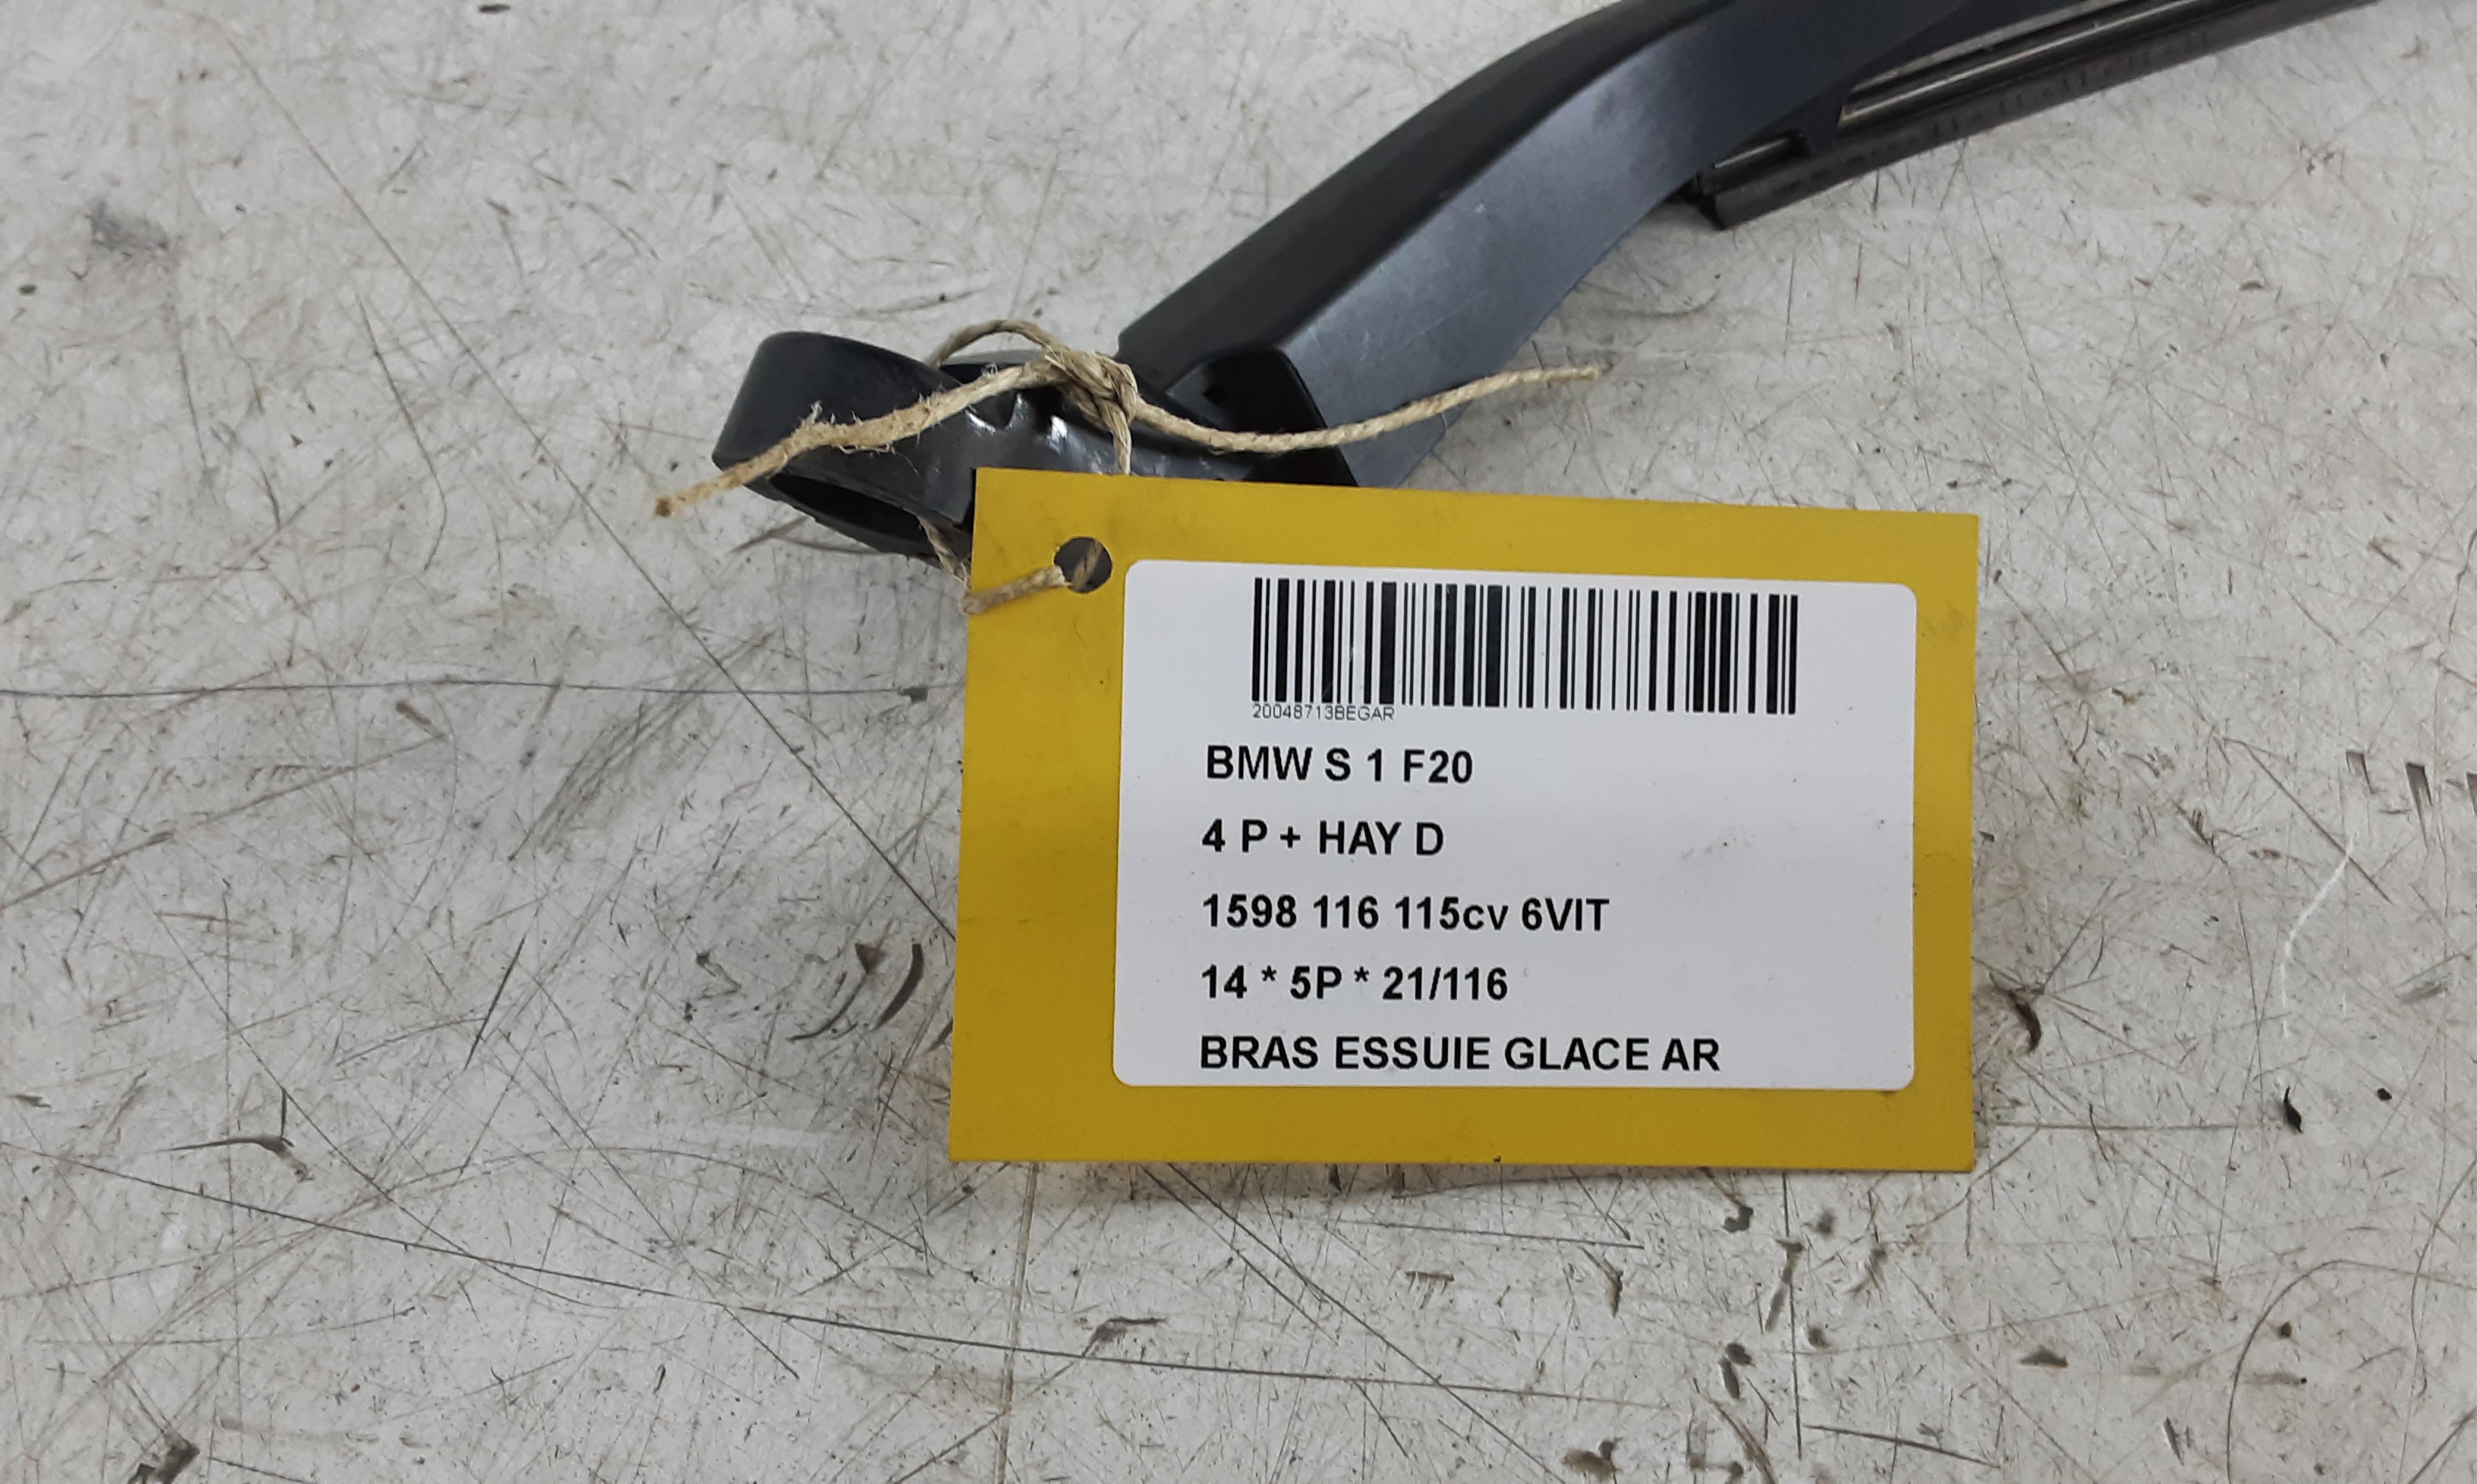 20048713BEGAR
BMW S 1 F20
4 P + HAY D
1598 116 115cv 6VIT
14 * 5P * 21/116
BRAS ESSUIE GLACE AR